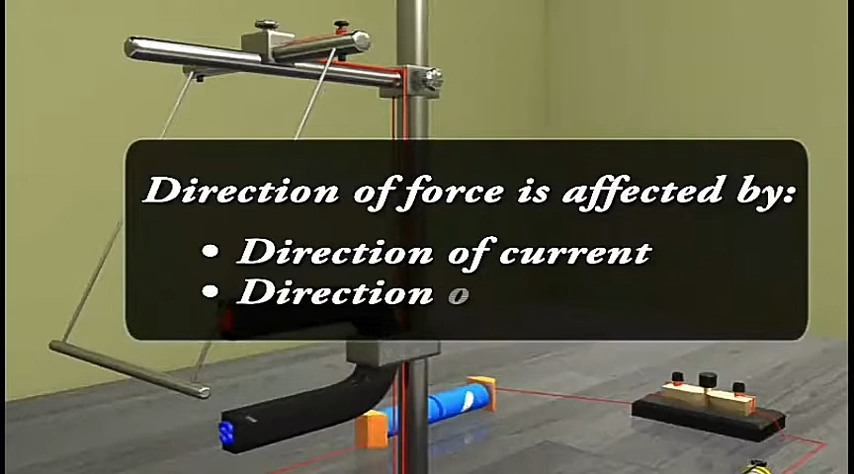 Direction of force is affected by:
• Direction of current
• Direction o